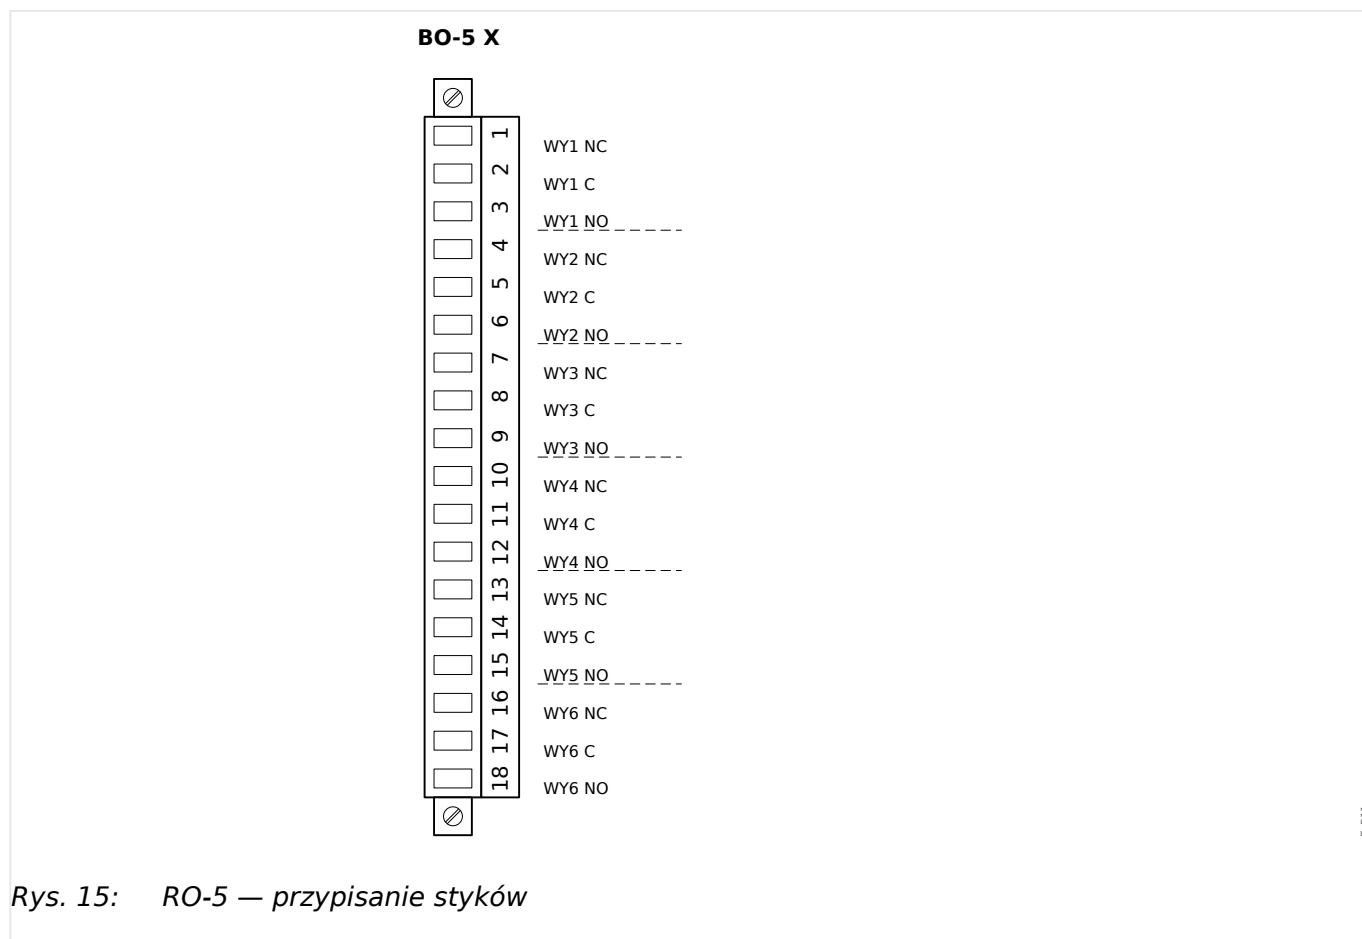 BO-5 X
1 WY1 NC
2 WY1 C
3 WY1 NO
4 WY2 NC
5 WY2 C
6 WY2 NO
7 WY3 NC
8 WY3 C
9 WY3 NO
10 WY4 NC
11 WY4 C
12 WY4 NO
13 WY5 NC
14 WY5 C
15 WY5 NO
16 WY6 NC
17 WY6 C
18 WY6 NO
Rys. 15: RO-5 — przypisanie styków